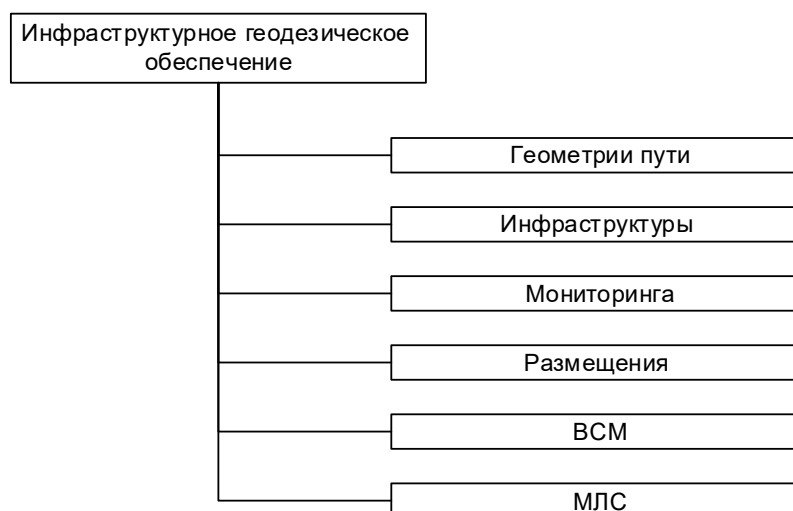 Инфраструктурное геодезическое
обеспечение
Геометрии пути
Инфраструктуры
Мониторинга
Размещения
ВСМ
МЛС